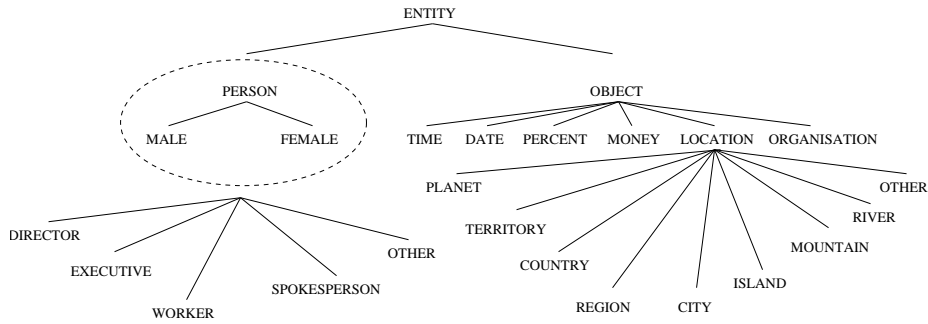 ENTITY
PERSON
OBJECT
MALE FEMALE TIME DATE PERCENT MONEY LOCATION ORGANISATION
PLANET OTHER
TERRITORY RIVER
DIRECTOR
OTHER MOUNTAIN
EXECUTIVE COUNTRY
SPOKESPERSON ISLAND
WORKER REGION CITY